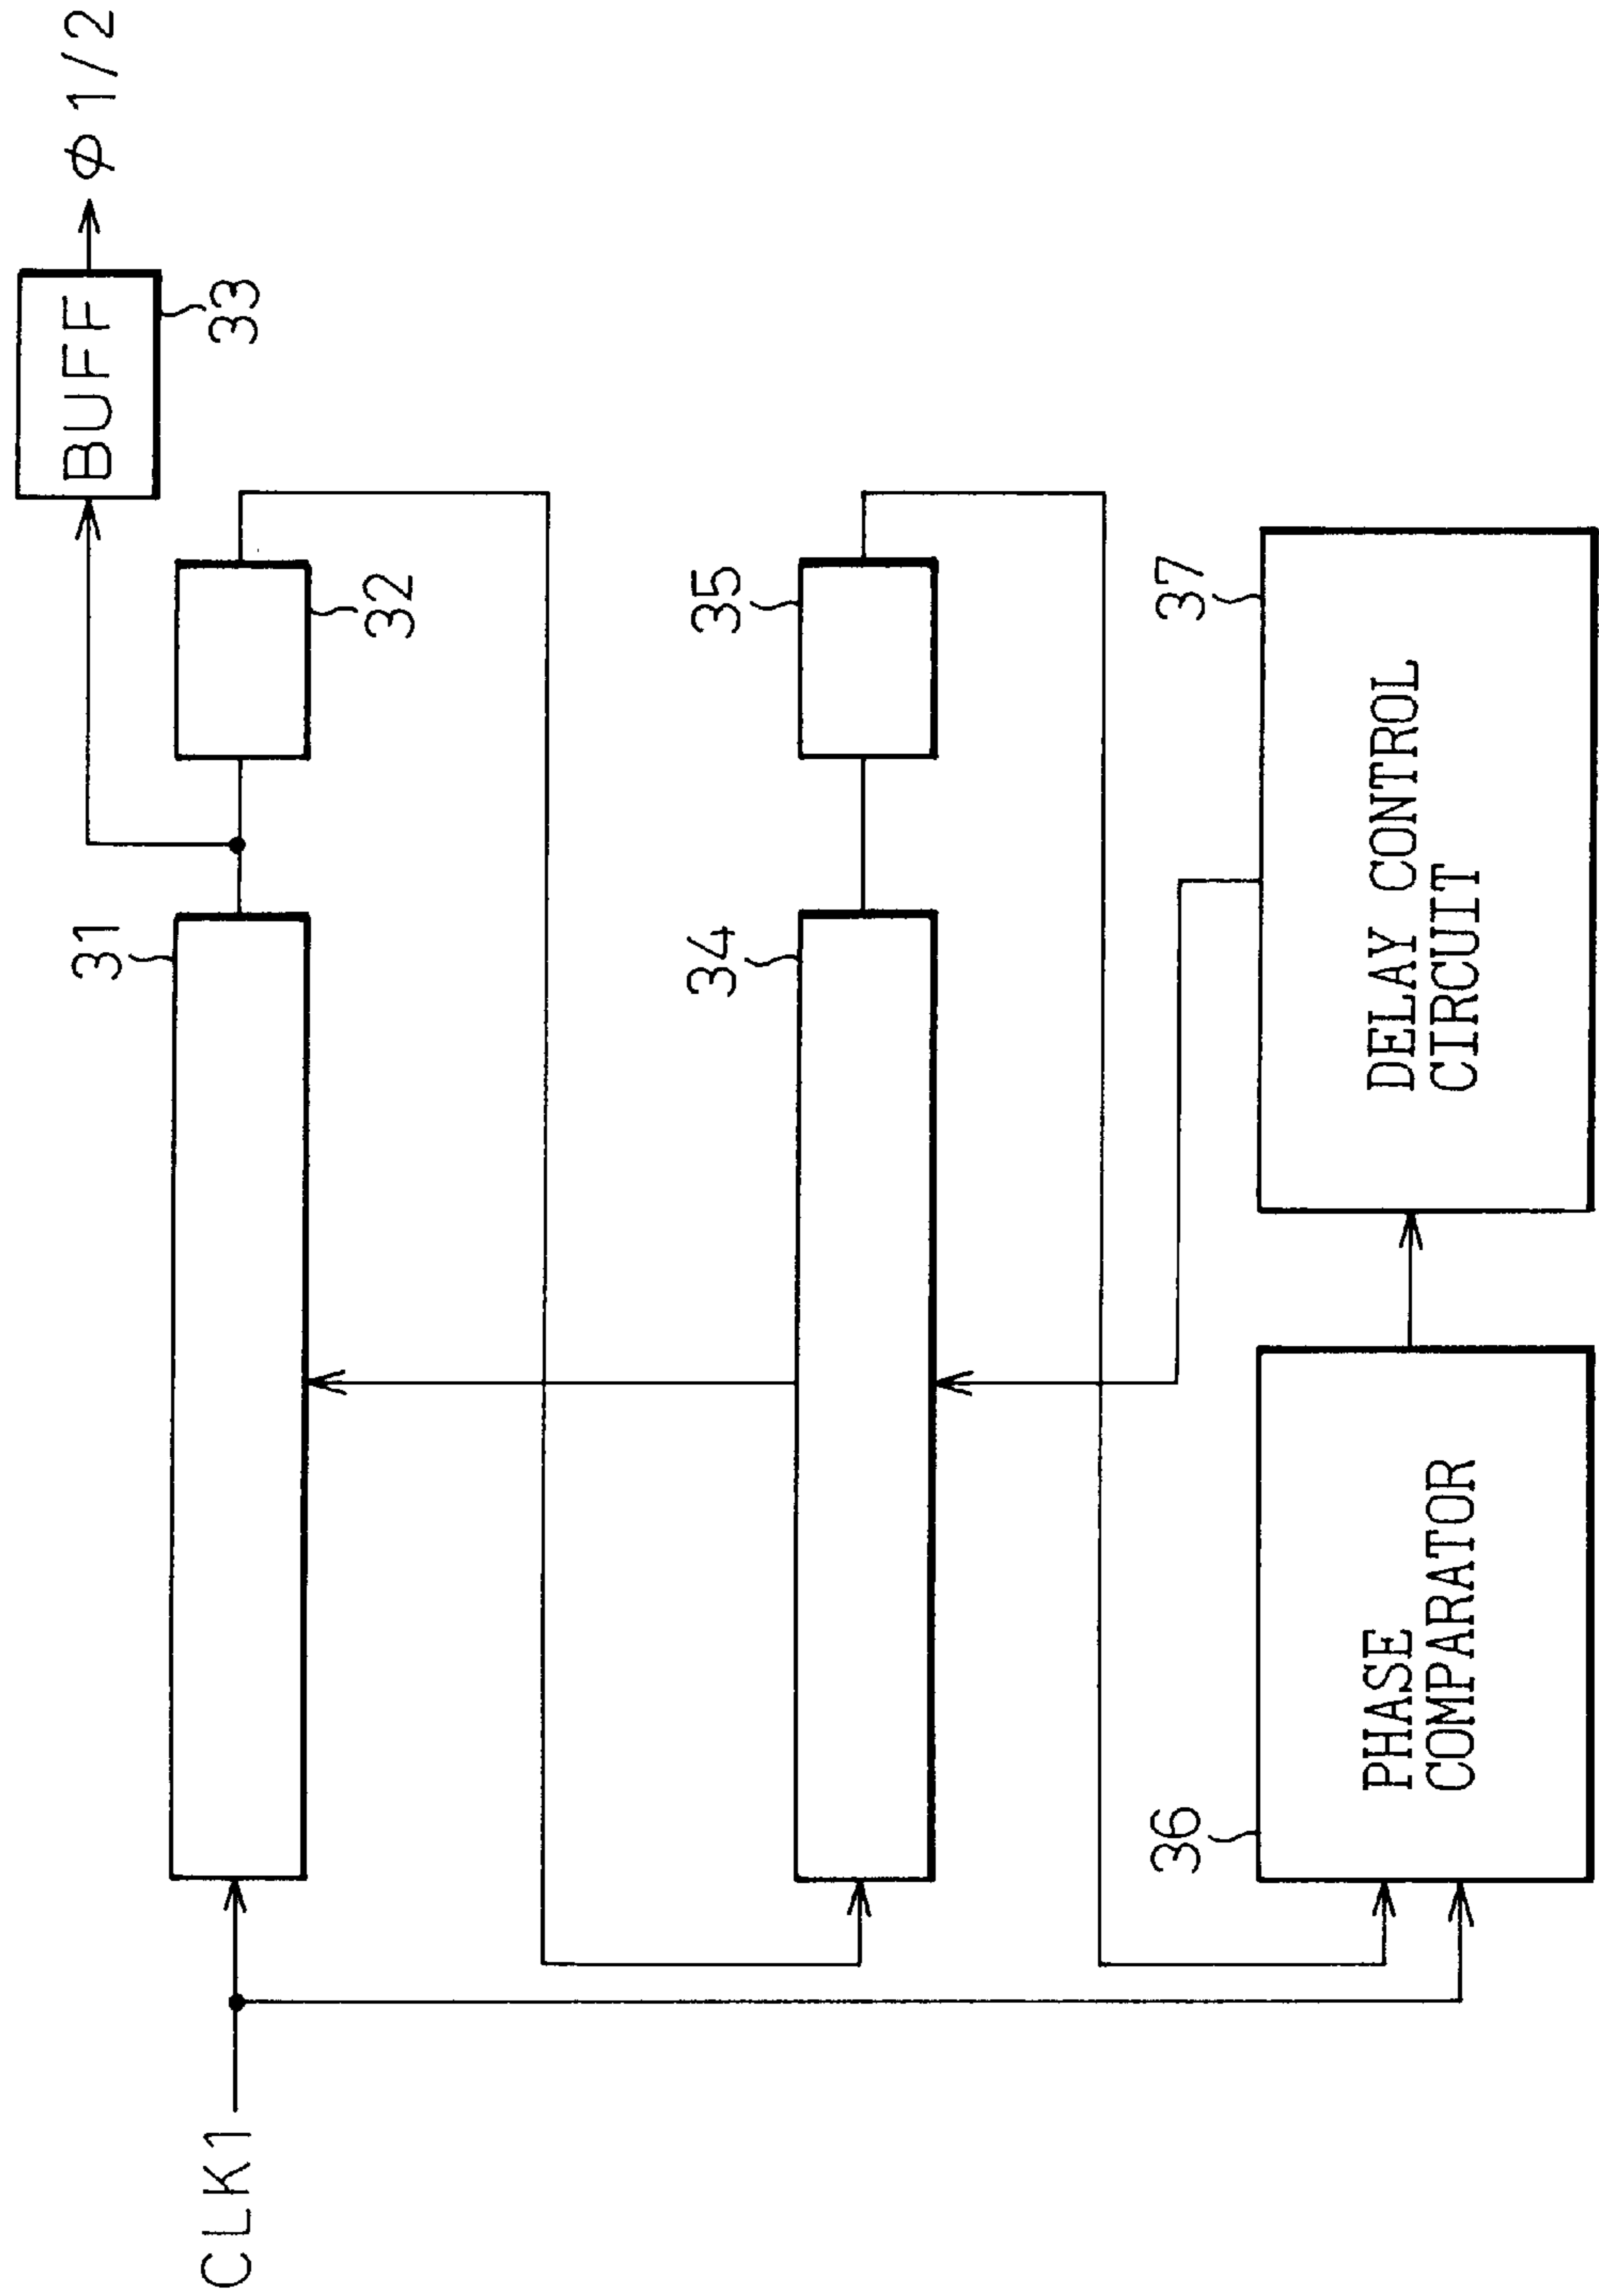 CLK1
31
32
BUFF
33
Φ1/2
34
35
36
PHASE
COMPARATOR
37
DELAY CONTROL
CIRCUIT